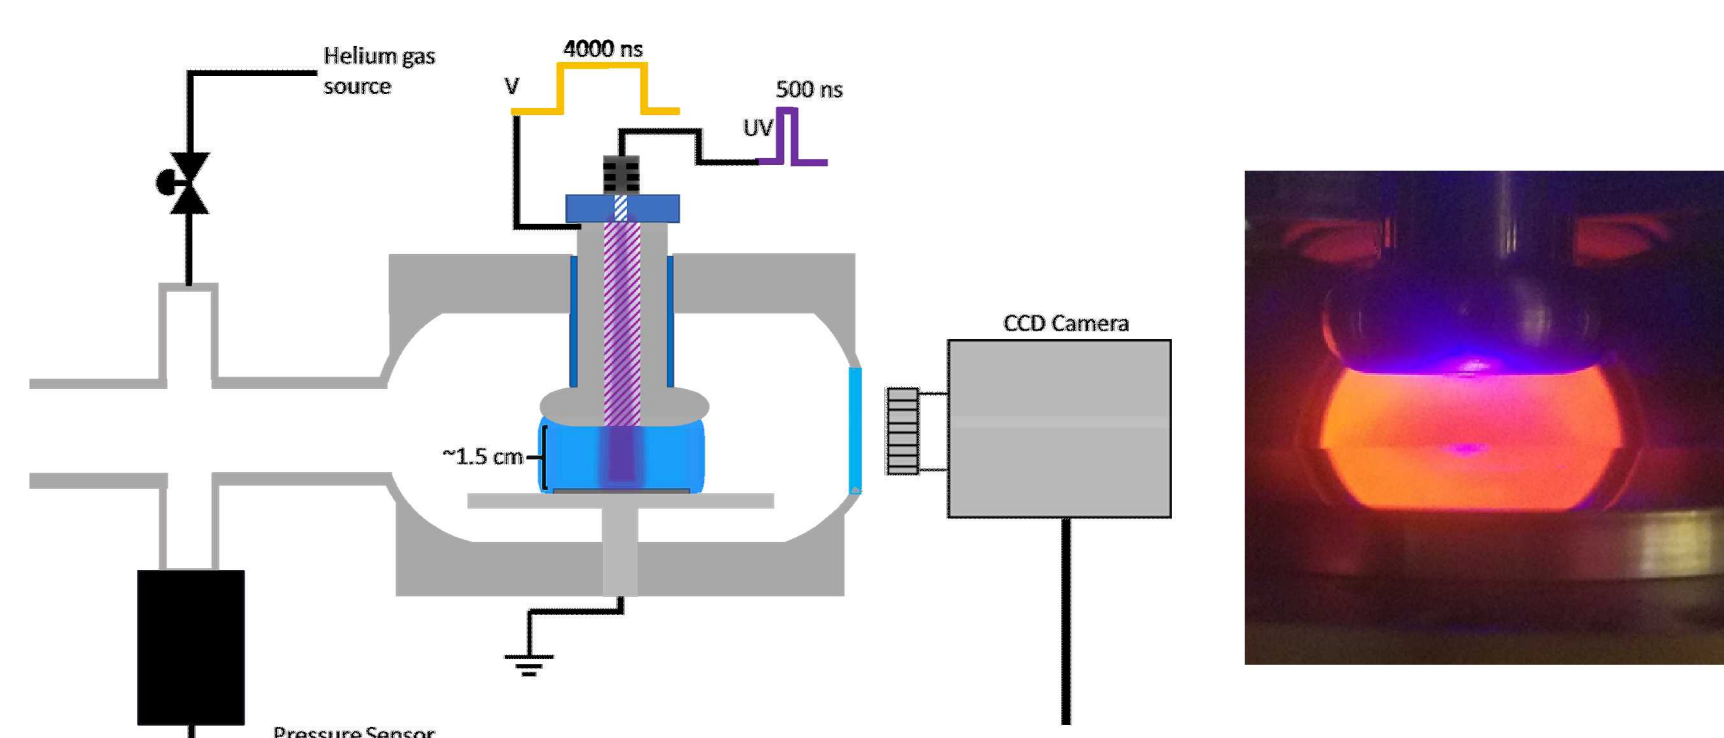 Helium gas
source
4000 ns
V
500 ns
UV
CCD Camera
~1.5 cm
Pressure Sensor